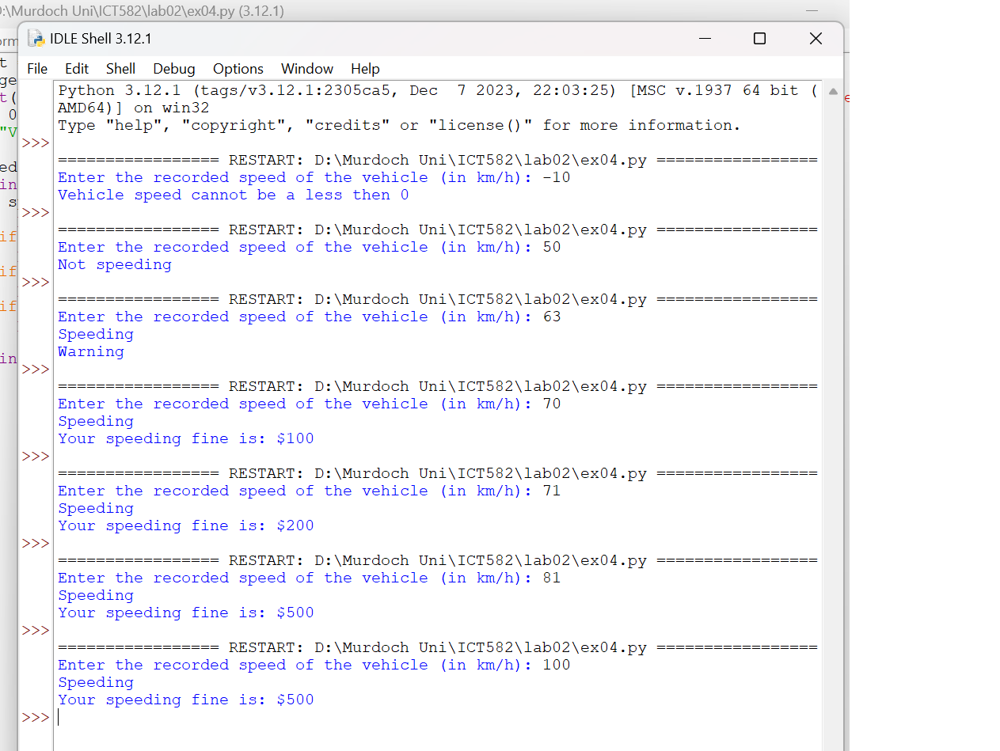 :\Murdoch Uni\ICT582\lab02\ex04.py (3.12.1)
IDLE Shell 3.12.1
File Edit Shell Debug Options Window Help
Python 3.12.1 (tags/v3.12.1:2305ca5, Dec  7 2023, 22:03:25) [MSC v.1937 64 bit (
AMD64)] on win32
Type "help", "copyright", "credits" or "license()" for more information.
>>>
================= RESTART: D:\Murdoch Uni\ICT582\lab02\ex04.py =================
Enter the recorded speed of the vehicle (in km/h): -10
Vehicle speed cannot be a less then 0
>>>
================= RESTART: D:\Murdoch Uni\ICT582\lab02\ex04.py =================
Enter the recorded speed of the vehicle (in km/h): 50
Not speeding
>>>
================= RESTART: D:\Murdoch Uni\ICT582\lab02\ex04.py =================
Enter the recorded speed of the vehicle (in km/h): 63
Speeding
Warning
>>>
================= RESTART: D:\Murdoch Uni\ICT582\lab02\ex04.py =================
Enter the recorded speed of the vehicle (in km/h): 70
Speeding
Your speeding fine is: $100
>>>
================= RESTART: D:\Murdoch Uni\ICT582\lab02\ex04.py =================
Enter the recorded speed of the vehicle (in km/h): 71
Speeding
Your speeding fine is: $200
>>>
================= RESTART: D:\Murdoch Uni\ICT582\lab02\ex04.py =================
Enter the recorded speed of the vehicle (in km/h): 81
Speeding
Your speeding fine is: $500
>>>
================= RESTART: D:\Murdoch Uni\ICT582\lab02\ex04.py =================
Enter the recorded speed of the vehicle (in km/h): 100
Speeding
Your speeding fine is: $500
>>>